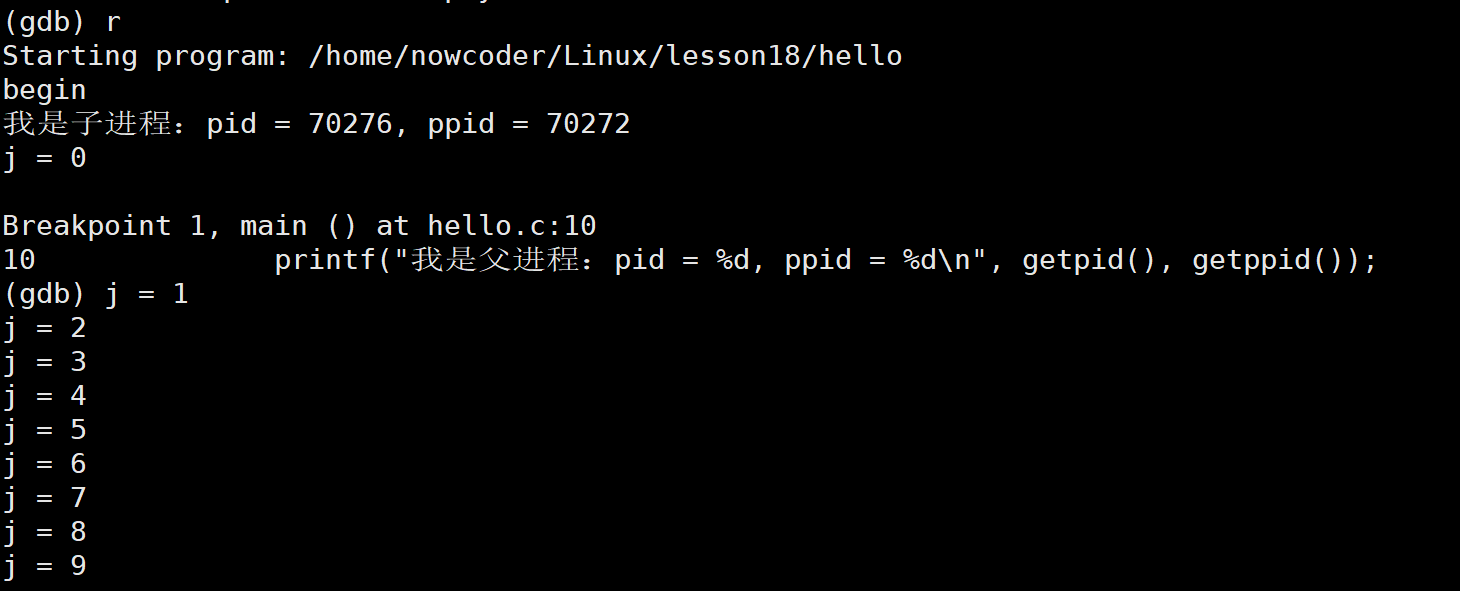 (gdb) r
Starting program: /home/nowcoder/Linux/lesson18/hello
begin
我是子进程：pid = 70276, ppid = 70272
j = 0
Breakpoint 1, main () at hello.c:10
10              printf("我是父进程：pid = %d, ppid = %d\n", getpid(), getppid());
(gdb) j = 1
j = 2
j = 3
j = 4
j = 5
j = 6
j = 7
j = 8
j = 9